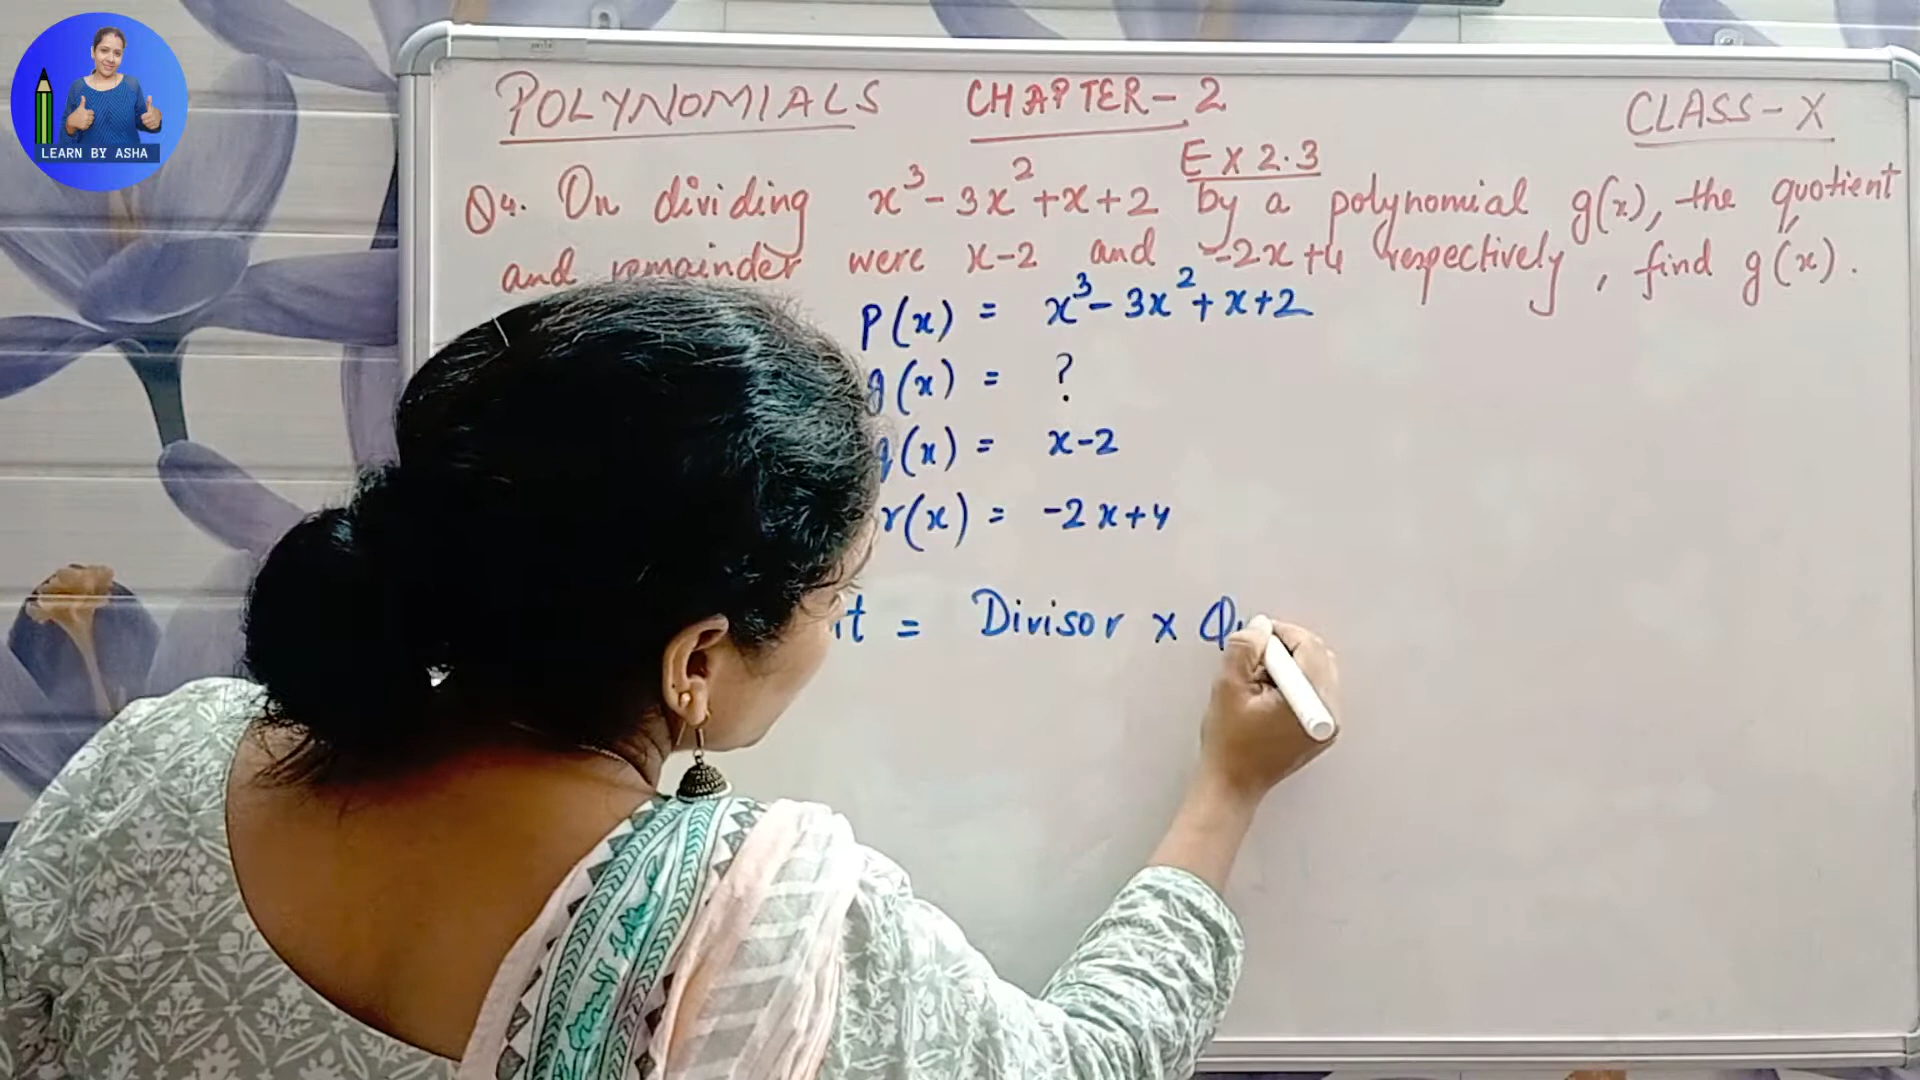 LEARN BY ASHA
POLYNOMIALS CHAPTER-2 CLASS-X
EX 2.3
Q4. On dividing x³-3x²+x+2 by a polynomial g(x), the quotient
and remainder were x-2 and -2x+4 respectively, find g(x).
P(x) = x³-3x²+x+2
g(x) = ?
q(x) = x-2
r(x) = -2x+4
= Divisor x